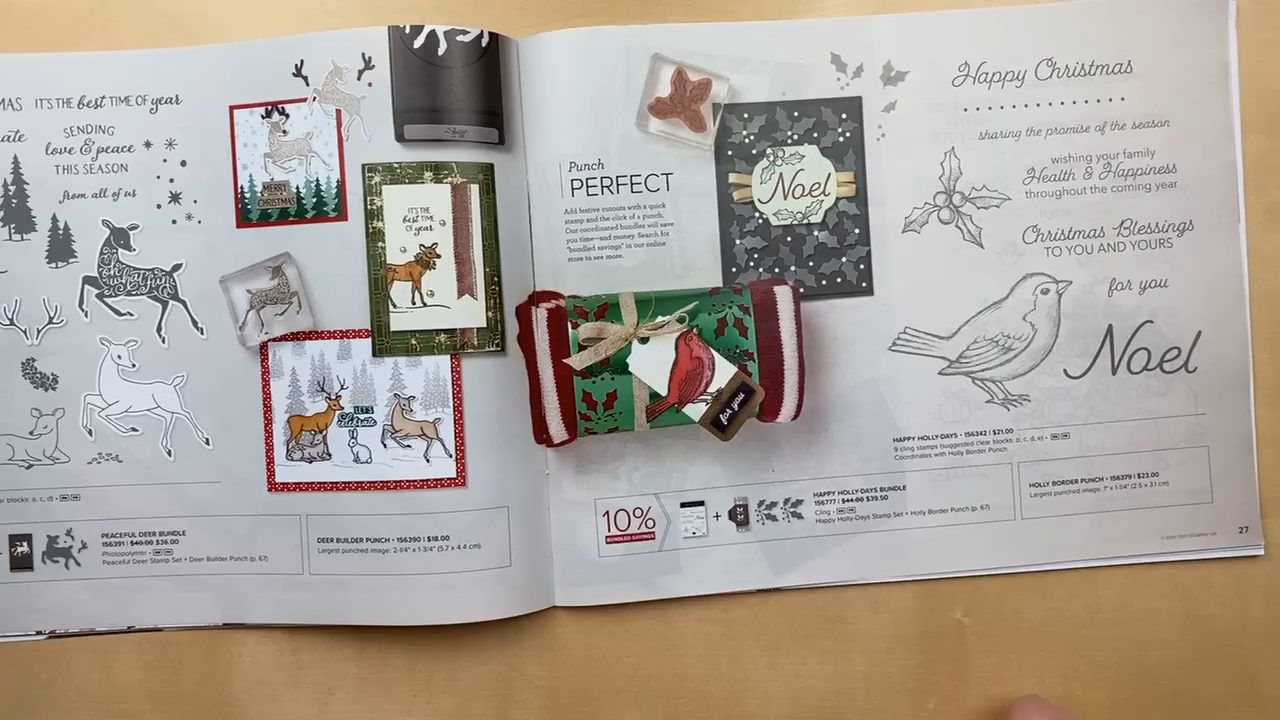 MAS IT'S THE best TIME OF year
ate
SENDING
love & peace
THIS SEASON
from all of us
oh
what fun
MERRY
CHRISTMAS
IT'S THE
best TIME
OF year
LET'S
Celebrate
er blocks: a, c, d) •
PEACEFUL DEER BUNDLE
156391 | $40.00 $36.00
Photopolymer •
Peaceful Deer Stamp Set + Deer Builder Punch (p. 67)
DEER BUILDER PUNCH • 156390 | $18.00
Largest punched image: 2-1/4" x 1-3/4" (5.7 x 4.4 cm).
Punch
PERFECT
Add festive cutouts with a quick
stamp and the click of a punch.
Our coordinated bundles will save
you time—and money. Search for
"bundled savings" in our online
store to see more.
Noel
for you
Happy Christmas
sharing the promise of the season
wishing your family
Health & Happiness
throughout the coming year
Christmas Blessings
TO YOU AND YOURS
for you
Noel
HAPPY HOLLY-DAYS • 156342 | $21.00
9 cling stamps (suggested clear blocks: b, c, d, e) •
Coordinates with Holly Border Punch
10%
BUNDLED SAVINGS
+
HAPPY HOLLY-DAYS BUNDLE
156777 | $44.00 $39.50
Cling •
Happy Holly-Days Stamp Set + Holly Border Punch (p. 67)
HOLLY BORDER PUNCH • 156379 | $23.00
Largest punched image: 1" x 1-1/4" (2.5 x 3.1 cm).
27